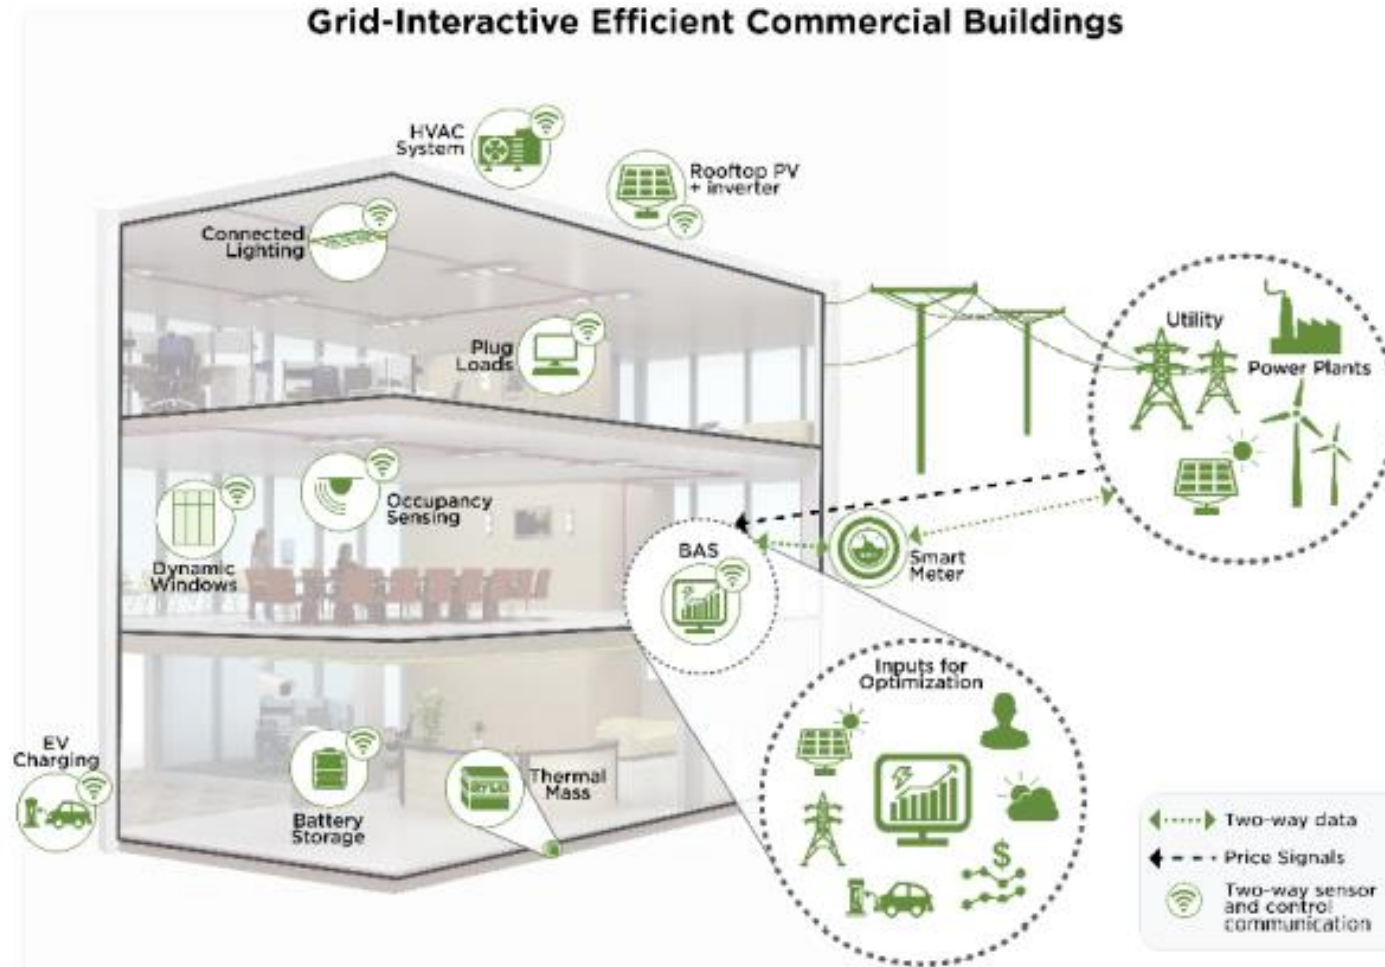 Grid-Interactive Efficient Commercial Buildings
HVAC
System
Rooftop PV
+ inverter
Connected
Lighting
Plug
Loads
Utility
Power Plants
Occupancy
Sensing
Dynamic
Windows
BAS
Smart
Meter
Inputs for
Optimization
$
EV
Charging
Battery
Storage
Thermal
Mass
Two-way data
Price Signals
Two-way sensor
and control
communication